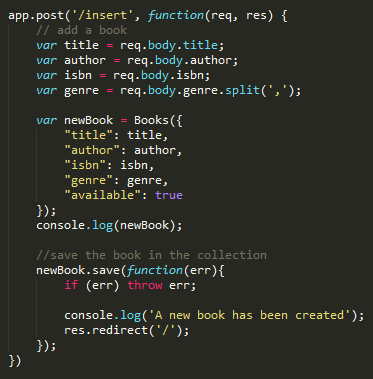 app.post('/insert', function(req, res) {
    // add a book
    var title = req.body.title;
    var author = req.body.author;
    var isbn = req.body.isbn;
    var genre = req.body.genre.split(',');

    var newBook = Books({
        "title": title,
        "author": author,
        "isbn": isbn,
        "genre": genre,
        "available": true
    });
    console.log(newBook);

    //save the book in the collection
    newBook.save(function(err){
        if (err) throw err;

        console.log('A new book has been created');
        res.redirect('/');
    });
})